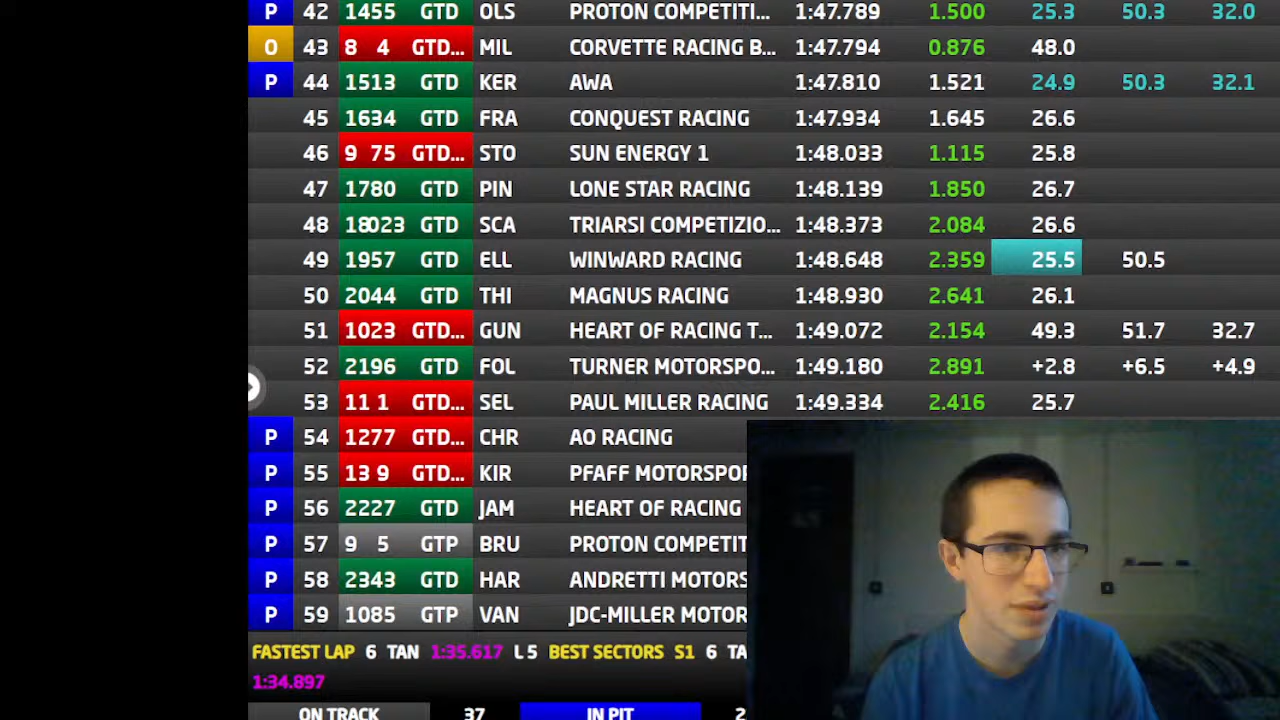 P 42 1455 GTD OLS PROTON COMPETITI... 1:47.789 1.500 25.3 50.3 32.0
O 43 8 4 GTD... MIL CORVETTE RACING B... 1:47.794 0.876 48.0
P 44 1513 GTD KER AWA 1:47.810 1.521 24.9 50.3 32.1
45 1634 GTD FRA CONQUEST RACING 1:47.934 1.645 26.6
46 9 75 GTD... STO SUN ENERGY 1 1:48.033 1.115 25.8
47 1780 GTD PIN LONE STAR RACING 1:48.139 1.850 26.7
48 18023 GTD SCA TRIARSI COMPETIZIO... 1:48.373 2.084 26.6
49 1957 GTD ELL WINWARD RACING 1:48.648 2.359 25.5 50.5
50 2044 GTD THI MAGNUS RACING 1:48.930 2.641 26.1
51 1023 GTD... GUN HEART OF RACING T... 1:49.072 2.154 49.3 51.7 32.7
52 2196 GTD FOL TURNER MOTORSPO... 1:49.180 2.891 +2.8 +6.5 +4.9
53 11 1 GTD... SEL PAUL MILLER RACING 1:49.334 2.416 25.7
P 54 1277 GTD... CHR AO RACING
P 55 13 9 GTD... KIR PFAFF MOTORSPOR
P 56 2227 GTD JAM HEART OF RACING
P 57 9 5 GTP BRU PROTON COMPETIT
P 58 2343 GTD HAR ANDRETTI MOTORS
P 59 1085 GTP VAN JDC-MILLER MOTOR
FASTEST LAP 6 TAN 1:35.617 L 5 BEST SECTORS S1 6 TA
1:34.897
ON TRACK 37 IN PIT 2